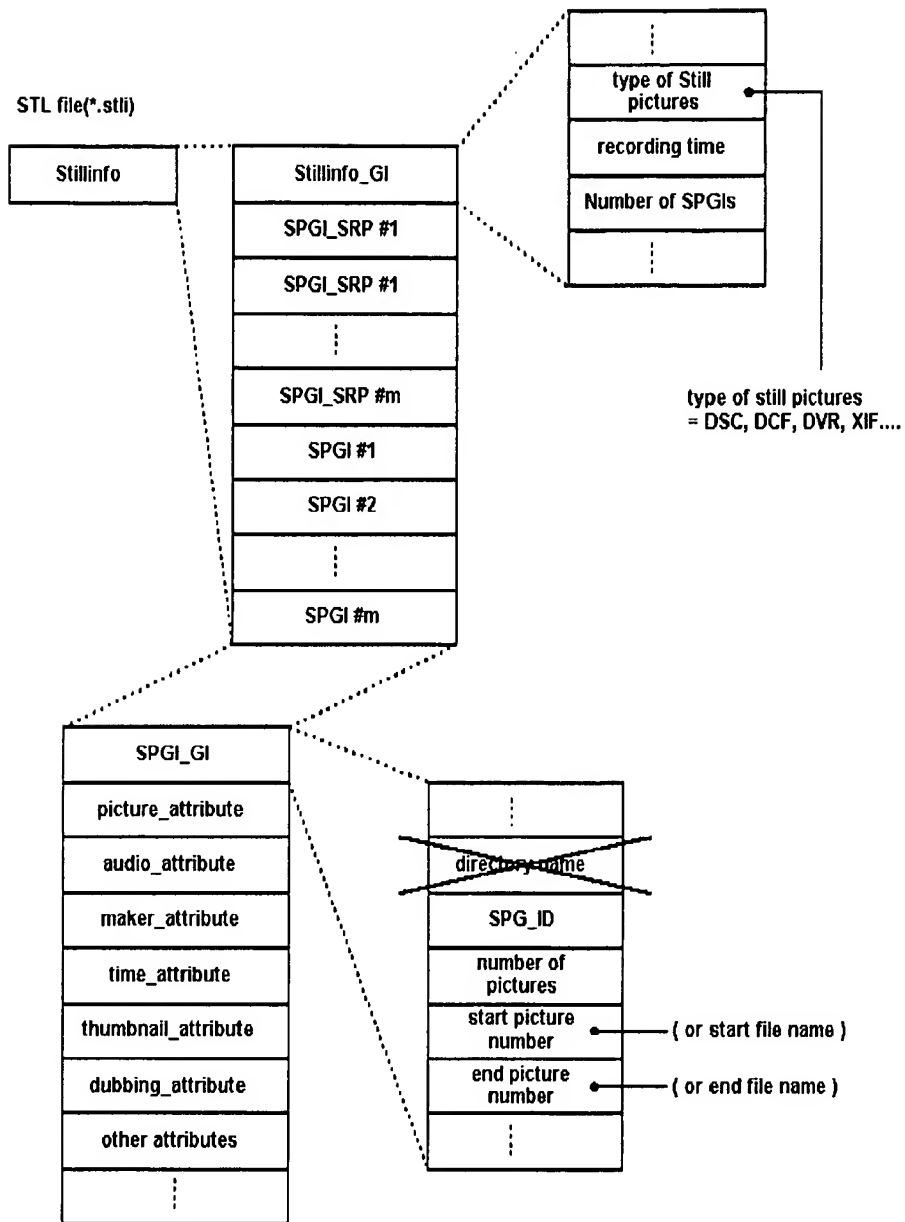 type of Still
pictures
recording time
Number of SPGIs
STL file(*.stli)
Stillinfo
Stillinfo_GI
SPGI_SRP #1
SPGI_SRP #1
SPGI_SRP #m
SPGI #1
SPGI #2
SPGI #m
type of still pictures
= DSC, DCF, DVR, XIF....
SPGI_GI
picture_attribute
audio_attribute
maker_attribute
time_attribute
thumbnail_attribute
dubbing_attribute
other attributes
directory name
SPG_ID
number of
pictures
start picture
number
( or start file name )
end picture
number
( or end file name )